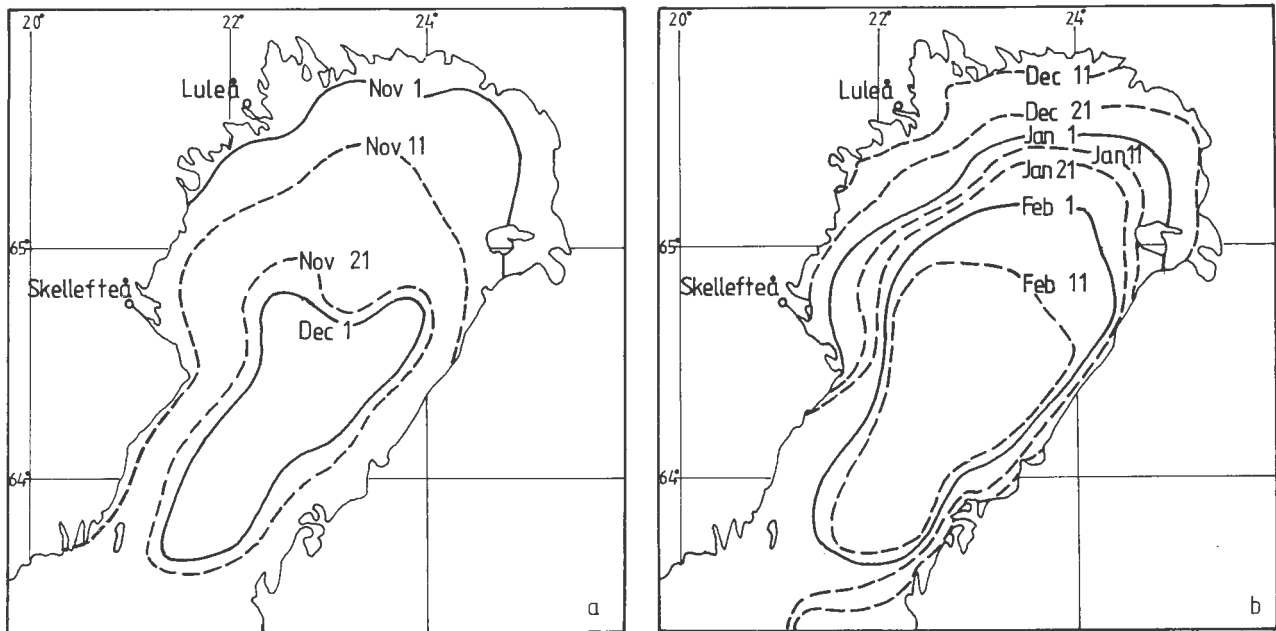 20° 22° 24°
Luleå
Nov 1
Nov 11
65°
Nov 21
Skellefteå
Dec 1
64°
a
20° 22° 24°
Dec 11
Luleå
Dec 21
Jan 1
Jan 11
Jan 21
Feb 1
65°
Skellefteå
Feb 11
64°
b